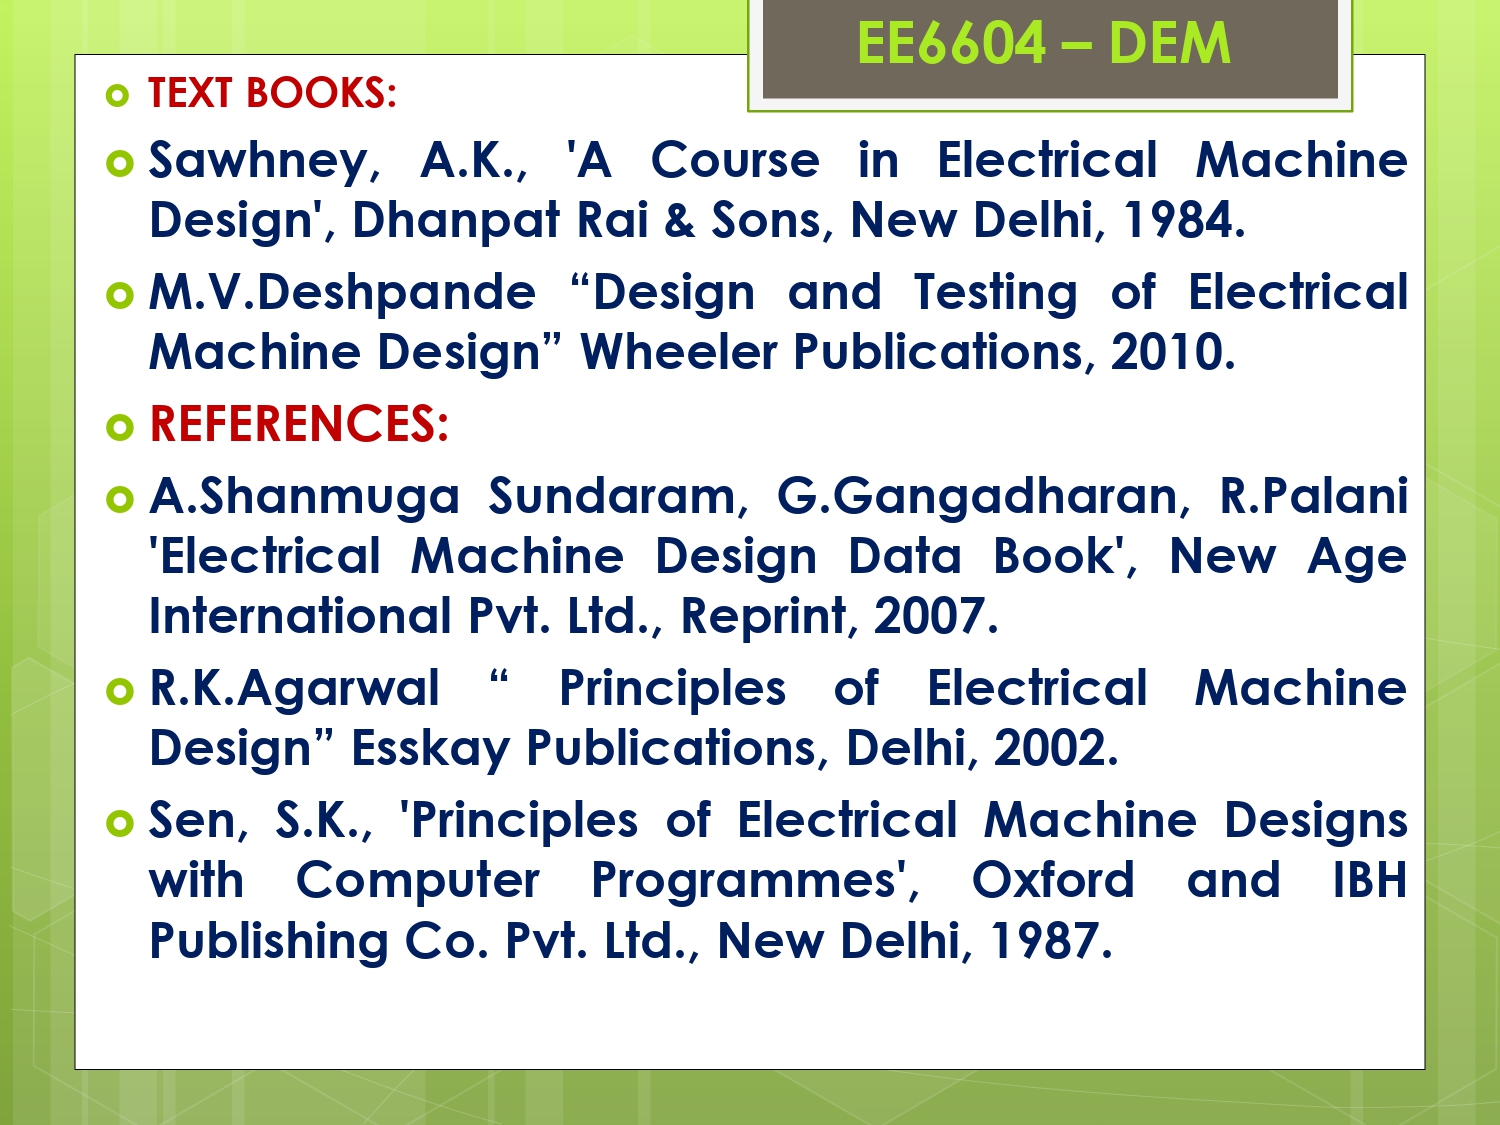 EE6604 – DEM
TEXT BOOKS:
Sawhney, A.K., 'A Course in Electrical Machine
Design', Dhanpat Rai & Sons, New Delhi, 1984.
M.V.Deshpande “Design and Testing of Electrical
Machine Design” Wheeler Publications, 2010.
REFERENCES:
A.Shanmuga Sundaram, G.Gangadharan, R.Palani
'Electrical Machine Design Data Book', New Age
International Pvt. Ltd., Reprint, 2007.
R.K.Agarwal “ Principles of Electrical Machine
Design” Esskay Publications, Delhi, 2002.
Sen, S.K., 'Principles of Electrical Machine Designs
with Computer Programmes', Oxford and IBH
Publishing Co. Pvt. Ltd., New Delhi, 1987.